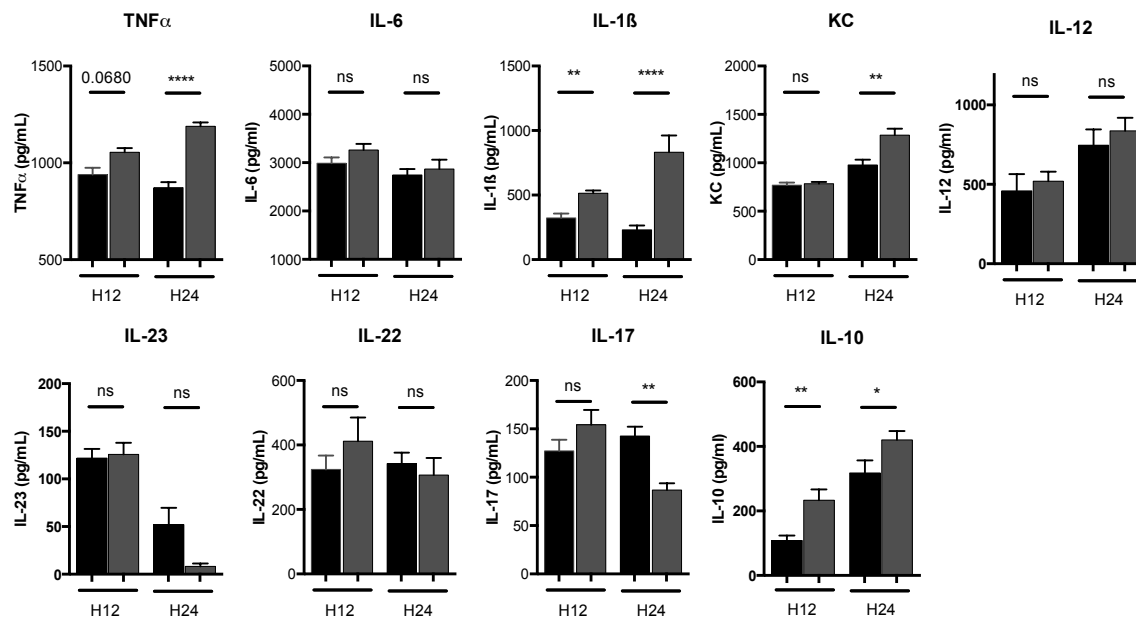 TNFα
0.0680
****
TNFα (pg/mL)
1500
1000
500
H12
H24
IL-6
ns
ns
IL-6 (pg/ml)
5000
4000
3000
2000
1000
H12
H24
IL-1ß
**
****
IL-1ß (pg/mL)
1500
1000
500
0
H12
H24
KC
ns
**
KC (pg/mL)
2000
1500
1000
500
0
H12
H24
IL-12
ns
ns
IL-12 (pg/ml)
1000
500
0
H12
H24
IL-23
ns
ns
IL-23 (pg/mL)
200
150
100
50
0
H12
H24
IL-22
ns
ns
IL-22 (pg/mL)
600
400
200
0
H12
H24
IL-17
ns
**
IL-17 (pg/mL)
200
150
100
50
0
H12
H24
IL-10
**
*
IL-10 (pg/ml)
600
400
200
0
H12
H24